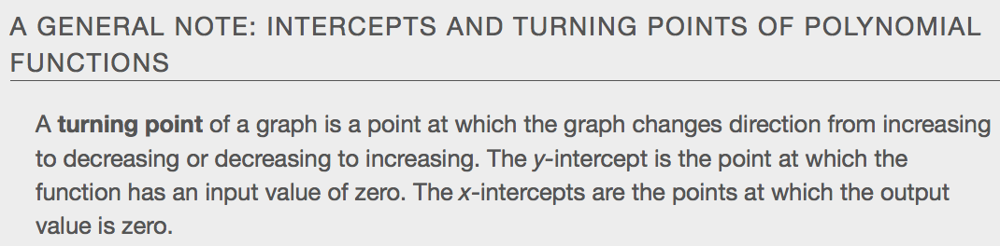 A GENERAL NOTE: INTERCEPTS AND TURNING POINTS OF POLYNOMIAL
FUNCTIONS
A turning point of a graph is a point at which the graph changes direction from increasing
to decreasing or decreasing to increasing. The y-intercept is the point at which the
function has an input value of zero. The x-intercepts are the points at which the output
value is zero.